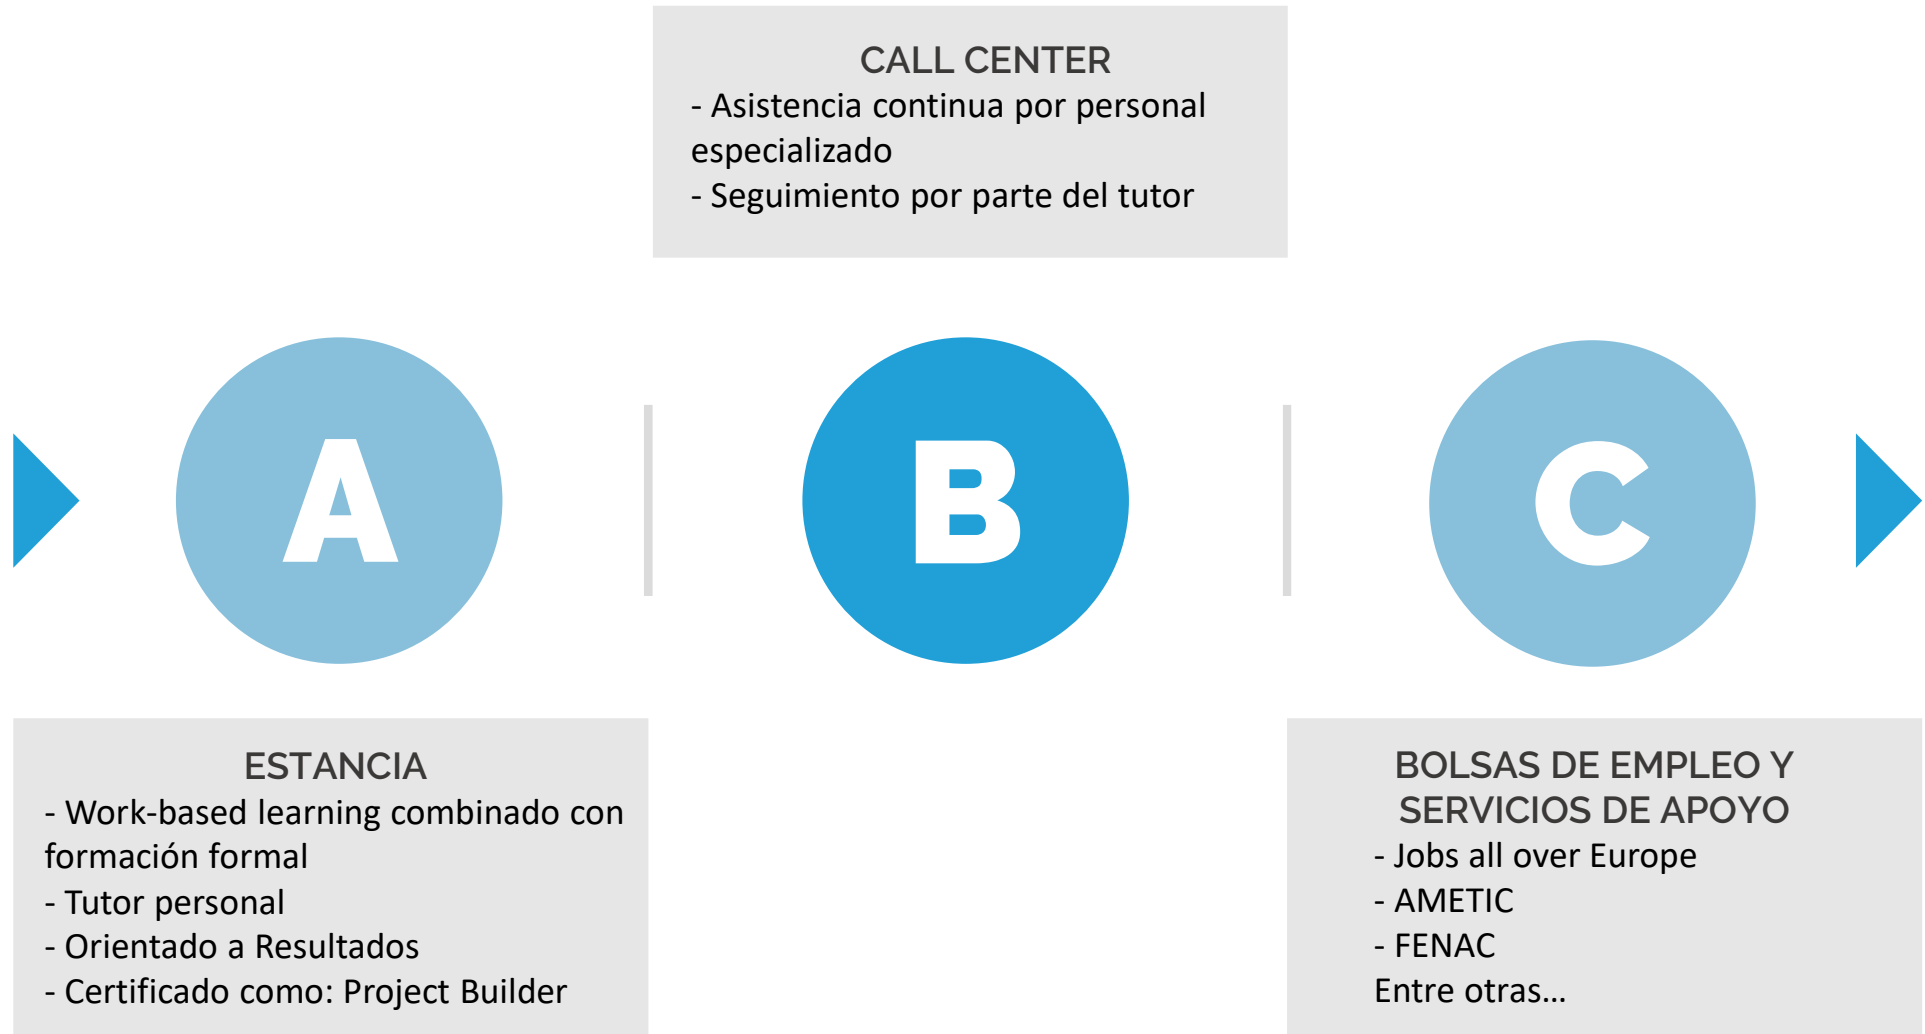 CALL CENTER
- Asistencia continua por personal
especializado
- Seguimiento por parte del tutor
A
B
C
ESTANCIA
- Work-based learning combinado con
formación formal
- Tutor personal
- Orientado a Resultados
- Certificado como: Project Builder
BOLSAS DE EMPLEO Y
SERVICIOS DE APOYO
- Jobs all over Europe
- AMETIC
- FENAC
Entre otras...